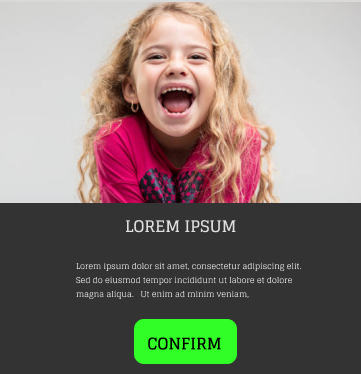 LOREM IPSUM
Lorem ipsum dolor sit amet, consectetur adipiscing elit.
Sed do eiusmod tempor incididunt ut labore et dolore
magna aliqua. Ut enim ad minim veniam,
CONFIRM